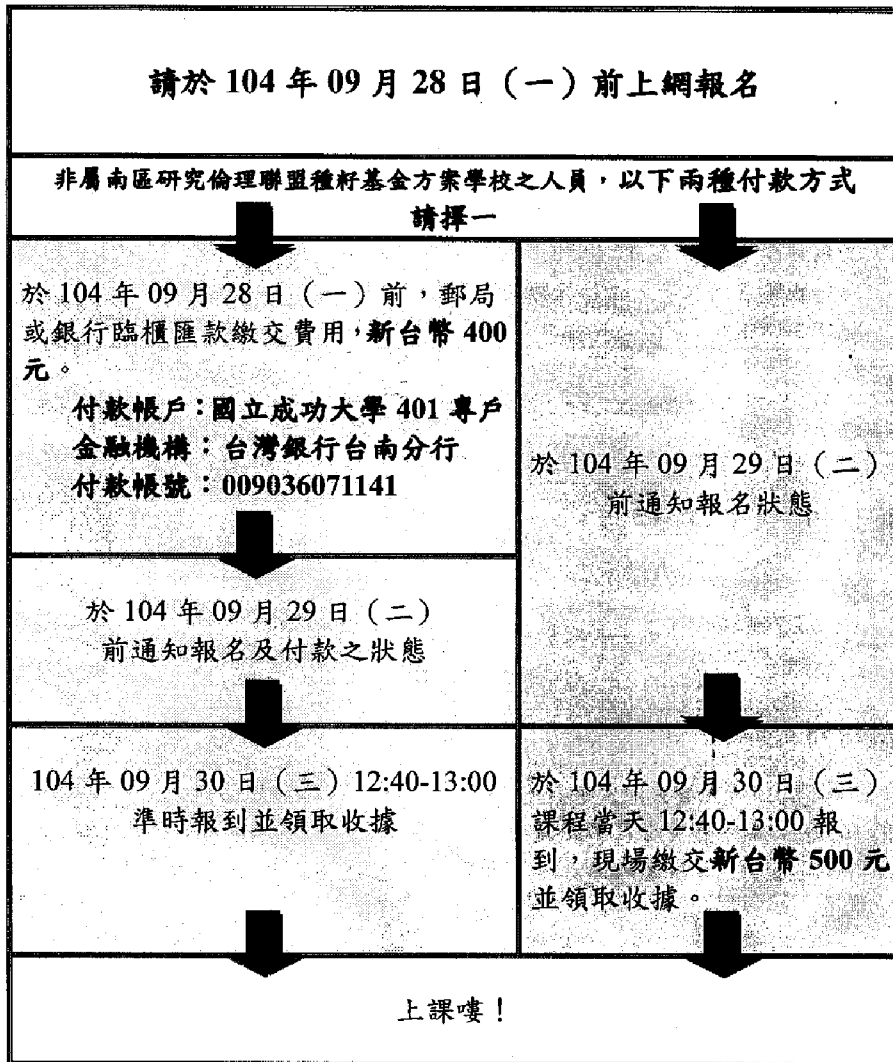 請於 104 年 09 月 28 日（一）前上網報名
非屬南區研究倫理聯盟種籽基金方案學校之人員，以下兩種付款方式
請擇一
於 104 年 09 月 28 日（一）前，郵局
或銀行臨櫃匯款繳交費用，新台幣 400
元。
付款帳戶：國立成功大學 401 專戶
金融機構：台灣銀行台南分行
付款帳號：009036071141
於 104 年 09 月 29 日（二）
前通知報名及付款之狀態
104 年 09 月 30 日（三）12:40-13:00
準時報到並領取收據
於 104 年 09 月 29 日（二）
前通知報名狀態
於 104 年 09 月 30 日（三）
課程當天 12:40-13:00 報
到，現場繳交新台幣 500 元
並領取收據。
上課嘍！